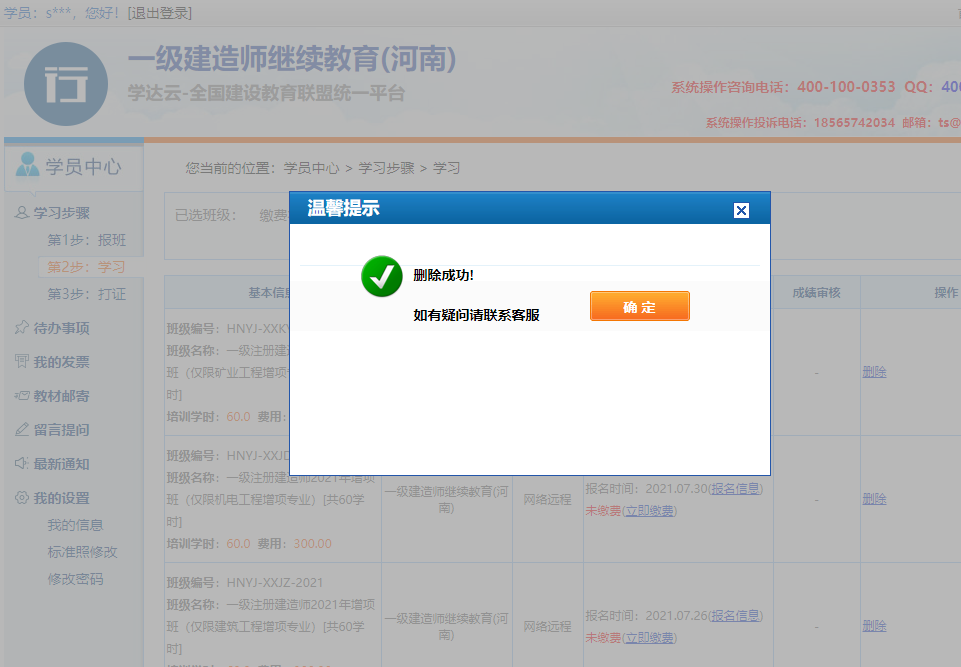 学员：s***，您好！[退出登录]
一级建造师继续教育(河南)
学达云-全国建设教育联盟统一平台
系统操作咨询电话：400-100-0353 QQ：40
系统操作投诉电话：18565742034 邮箱：ts@
学员中心
您当前的位置：学员中心 > 学习步骤 > 学习
学习步骤
第1步：报班
第2步：学习
第3步：打证
待办事项
我的发票
教材邮寄
留言提问
最新通知
我的设置
我的信息
标准照修改
修改密码
已选班级： 缴费
温馨提示
删除成功!
如有疑问请联系客服
确 定
基本信息 成绩审核 操作
班级编号：HNYJ-XXK
班级名称：一级注册建造
班（仅限矿业工程增项专
时]
培训学时：60.0 费用：
-
删除
班级编号：HNYJ-XXJD
班级名称：一级注册建造师2021年增项
班（仅限机电工程增项专业）[共60学
时]
培训学时：60.0 费用：300.00
一级建造师继续教育(河
南)
网络远程
报名时间：2021.07.30(报名信息)
未缴费(立即缴费)
-
删除
班级编号：HNYJ-XXJZ-2021
班级名称：一级注册建造师2021年增项
班（仅限建筑工程增项专业）[共60学
时]
一级建造师继续教育(河
南)
网络远程
报名时间：2021.07.26(报名信息)
未缴费(立即缴费)
-
删除